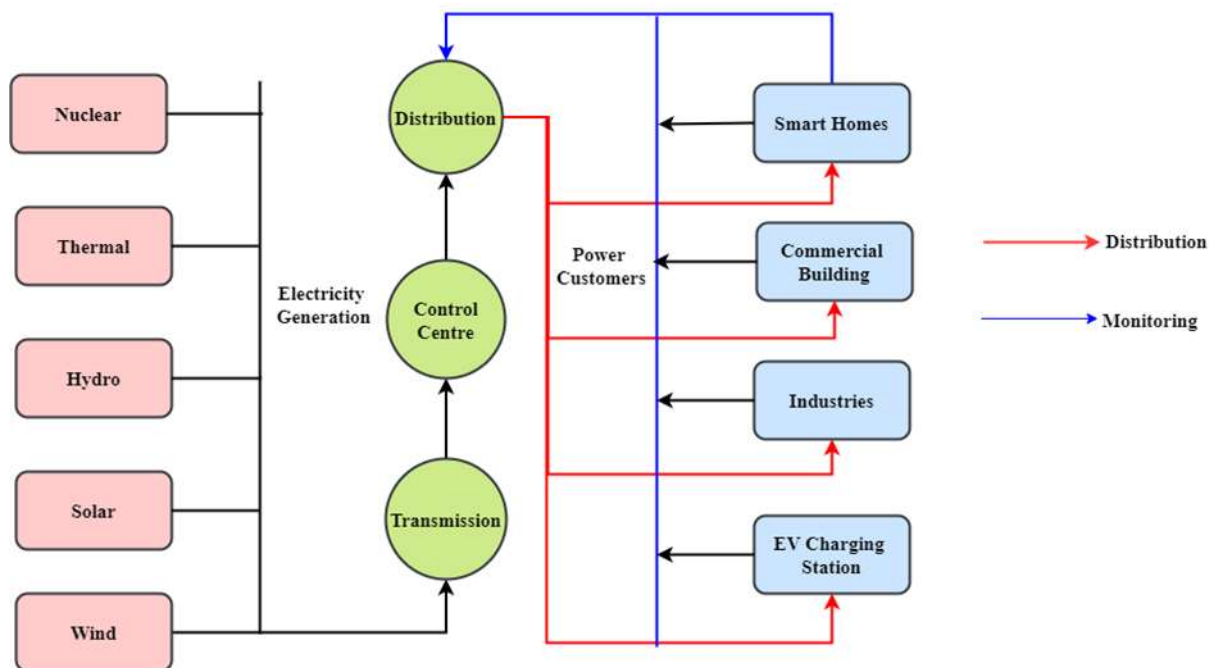 Nuclear
Thermal
Hydro
Solar
Wind
Electricity
Generation
Distribution
Control
Centre
Transmission
Power
Customers
Smart Homes
Commercial
Building
Industries
EV Charging
Station
Distribution
Monitoring